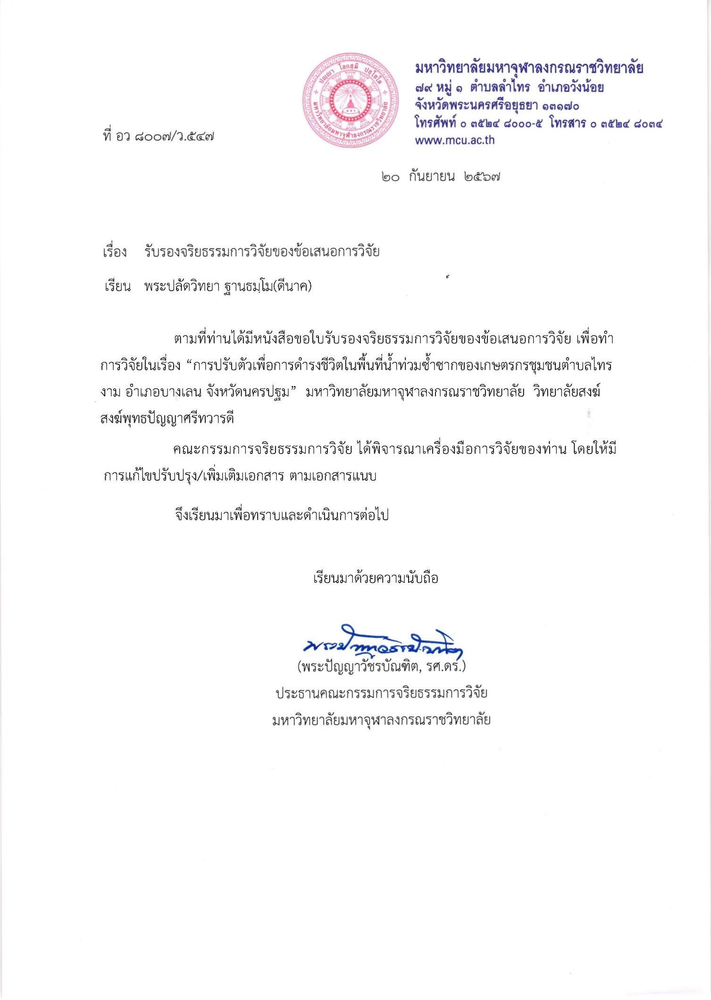 ปญฺญา โลกสฺมิ ปชฺโชโต
มจร
มหาวิทยาลัยมหาจุฬาลงกรณราชวิทยาลัย
มหาวิทยาลัยมหาจุฬาลงกรณราชวิทยาลัย
๗๙ หมู่ ๑ ตำบลลำไทร อำเภอวังน้อย
จังหวัดพระนครศรีอยุธยา ๑๓๑๗๐
โทรศัพท์ ๐ ๓๕๒๔ ๘๐๐๐-๕ โทรสาร ๐ ๓๕๒๔ ๘๐๓๔
www.mcu.ac.th
ที่ อว ๘๐๐๗/ว.๕๔๗
๒๐ กันยายน ๒๕๖๗
เรื่อง รับรองจริยธรรมการวิจัยของข้อเสนอการวิจัย
เรียน พระปลัดวิทยา ฐานธมฺโม(ดีนาค)
ตามที่ท่านได้มีหนังสือขอใบรับรองจริยธรรมการวิจัยของข้อเสนอการวิจัย เพื่อทำ
การวิจัยในเรื่อง “การปรับตัวเพื่อการดำรงชีวิตในพื้นที่น้ำท่วมซ้ำซากของเกษตรกรชุมชนตำบลไทร
งาม อำเภอบางเลน จังหวัดนครปฐม” มหาวิทยาลัยมหาจุฬาลงกรณราชวิทยาลัย วิทยาลัยสงฆ์
สงฆ์พุทธปัญญาศรีทวารดี
คณะกรรมการจริยธรรมการวิจัย ได้พิจารณาเครื่องมือการวิจัยของท่าน โดยให้มี
การแก้ไขปรับปรุง/เพิ่มเติมเอกสาร ตามเอกสารแนบ
จึงเรียนมาเพื่อทราบและดำเนินการต่อไป
เรียนมาด้วยความนับถือ
(พระปัญญาวัชรบัณฑิต, รศ.ดร.)
ประธานคณะกรรมการจริยธรรมการวิจัย
มหาวิทยาลัยมหาจุฬาลงกรณราชวิทยาลัย